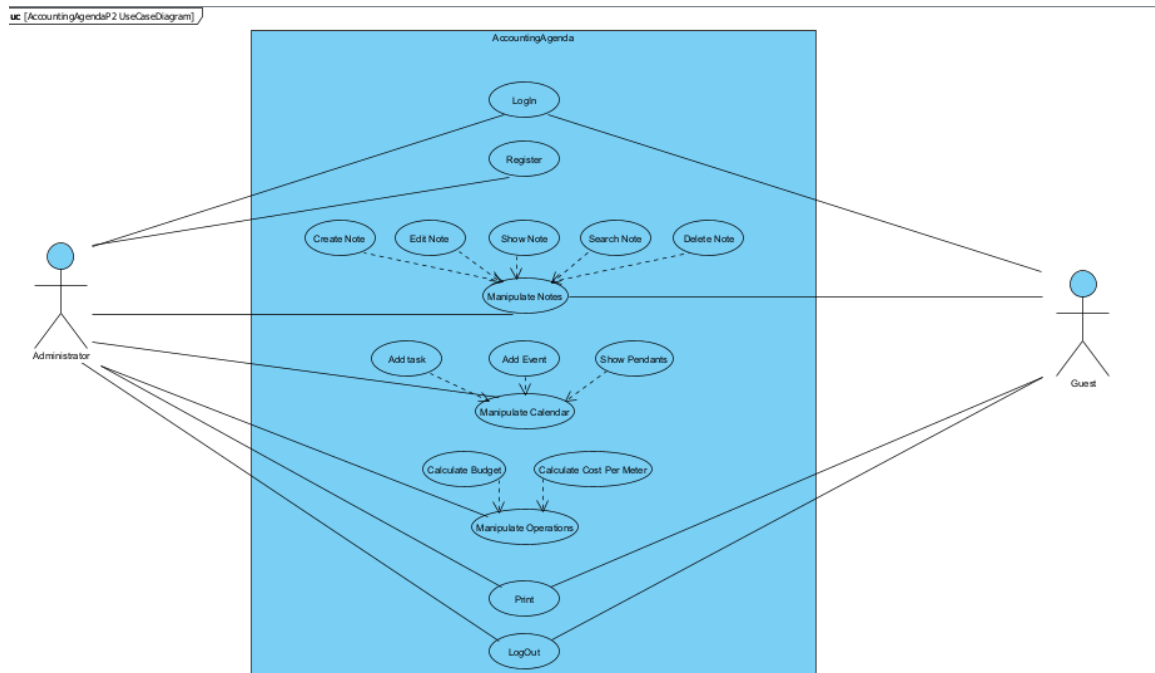 uc [AccountingAgendaP2 UseCaseDiagram]
AccountingAgenda
LogIn
Register
Create Note
Edit Note
Show Note
Search Note
Delete Note
Manipulate Notes
Administrator
Guest
Add task
Add Event
Show Pendants
Manipulate Calendar
Calculate Budget
Calculate Cost Per Meter
Manipulate Operations
Print
LogOut